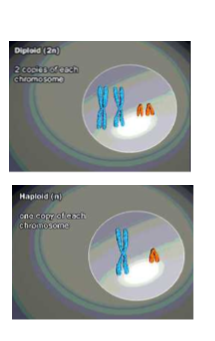 Diploid (2n)
2 copies of each
chromosome
Haploid (n)
one copy of each
chromosome